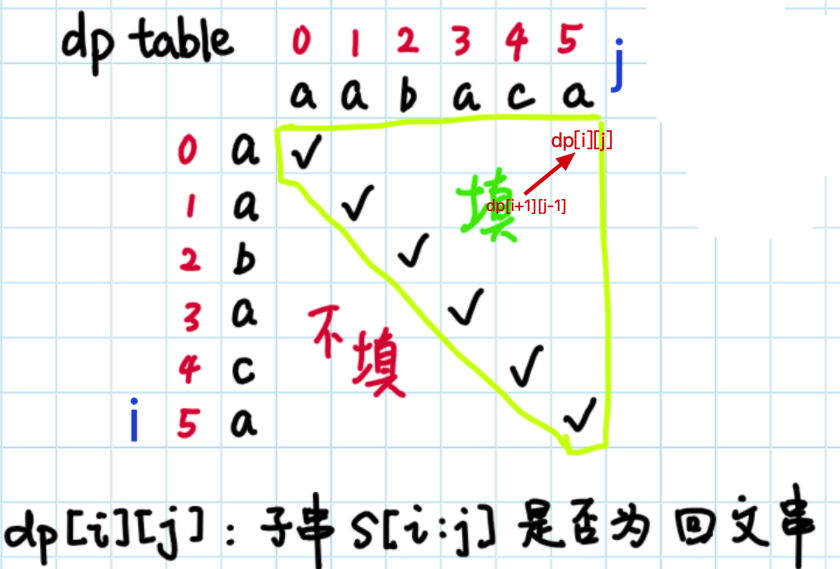 dp table 0 1 2 3 4 5 j
a a b a c a
0 a ✓ dp[i][j]
1 a ✓ 填 dp[i+1][j-1]
2 b ✓
3 a ✓ 不填
4 c ✓
i 5 a ✓
dp[i][j]: 子串 S[i:j] 是否为 回文串